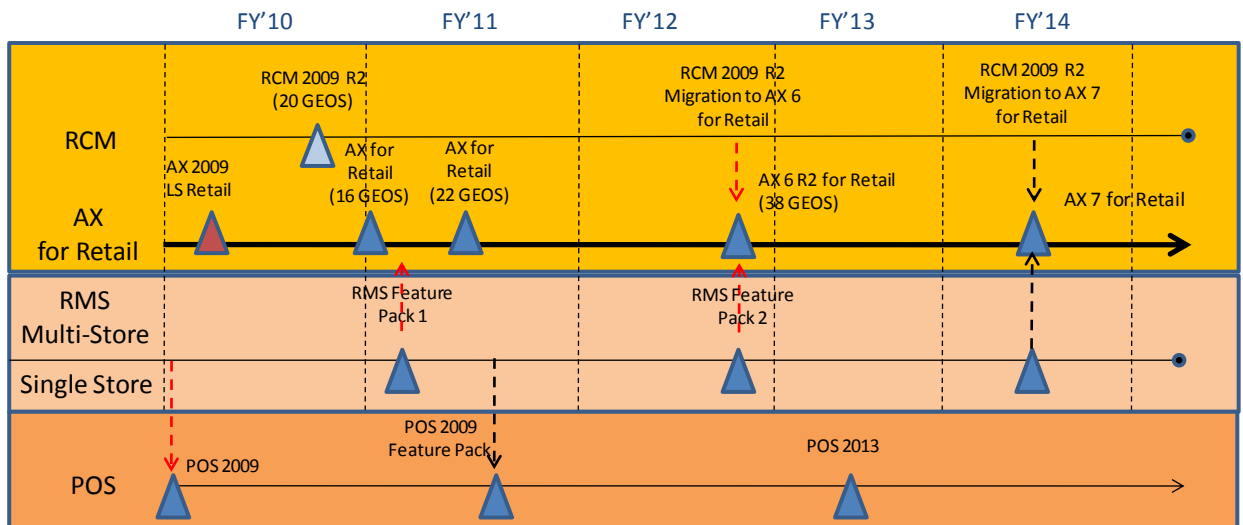 FY'10 FY'11 FY'12 FY'13 FY'14
RCM
RCM 2009 R2
(20 GEOS)
RCM 2009 R2
Migration to AX 6
for Retail
RCM 2009 R2
Migration to AX 7
for Retail
AX
for Retail
AX 2009
LS Retail
AX for
Retail
(16 GEOS)
AX for
Retail
(22 GEOS)
AX 6 R2 for Retail
(38 GEOS)
AX 7 for Retail
RMS
Multi-Store
RMS Feature
Pack 1
RMS Feature
Pack 2
Single Store
POS
POS 2009
POS 2009
Feature Pack
POS 2013